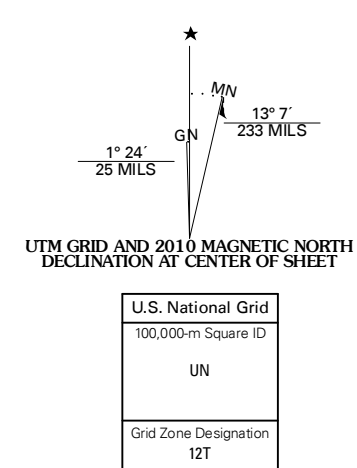 ★
MN
13° 7´
233 MILS
GN
1° 24´
25 MILS
UTM GRID AND 2010 MAGNETIC NORTH
DECLINATION AT CENTER OF SHEET
U.S. National Grid
100,000-m Square ID
UN
Grid Zone Designation
12T